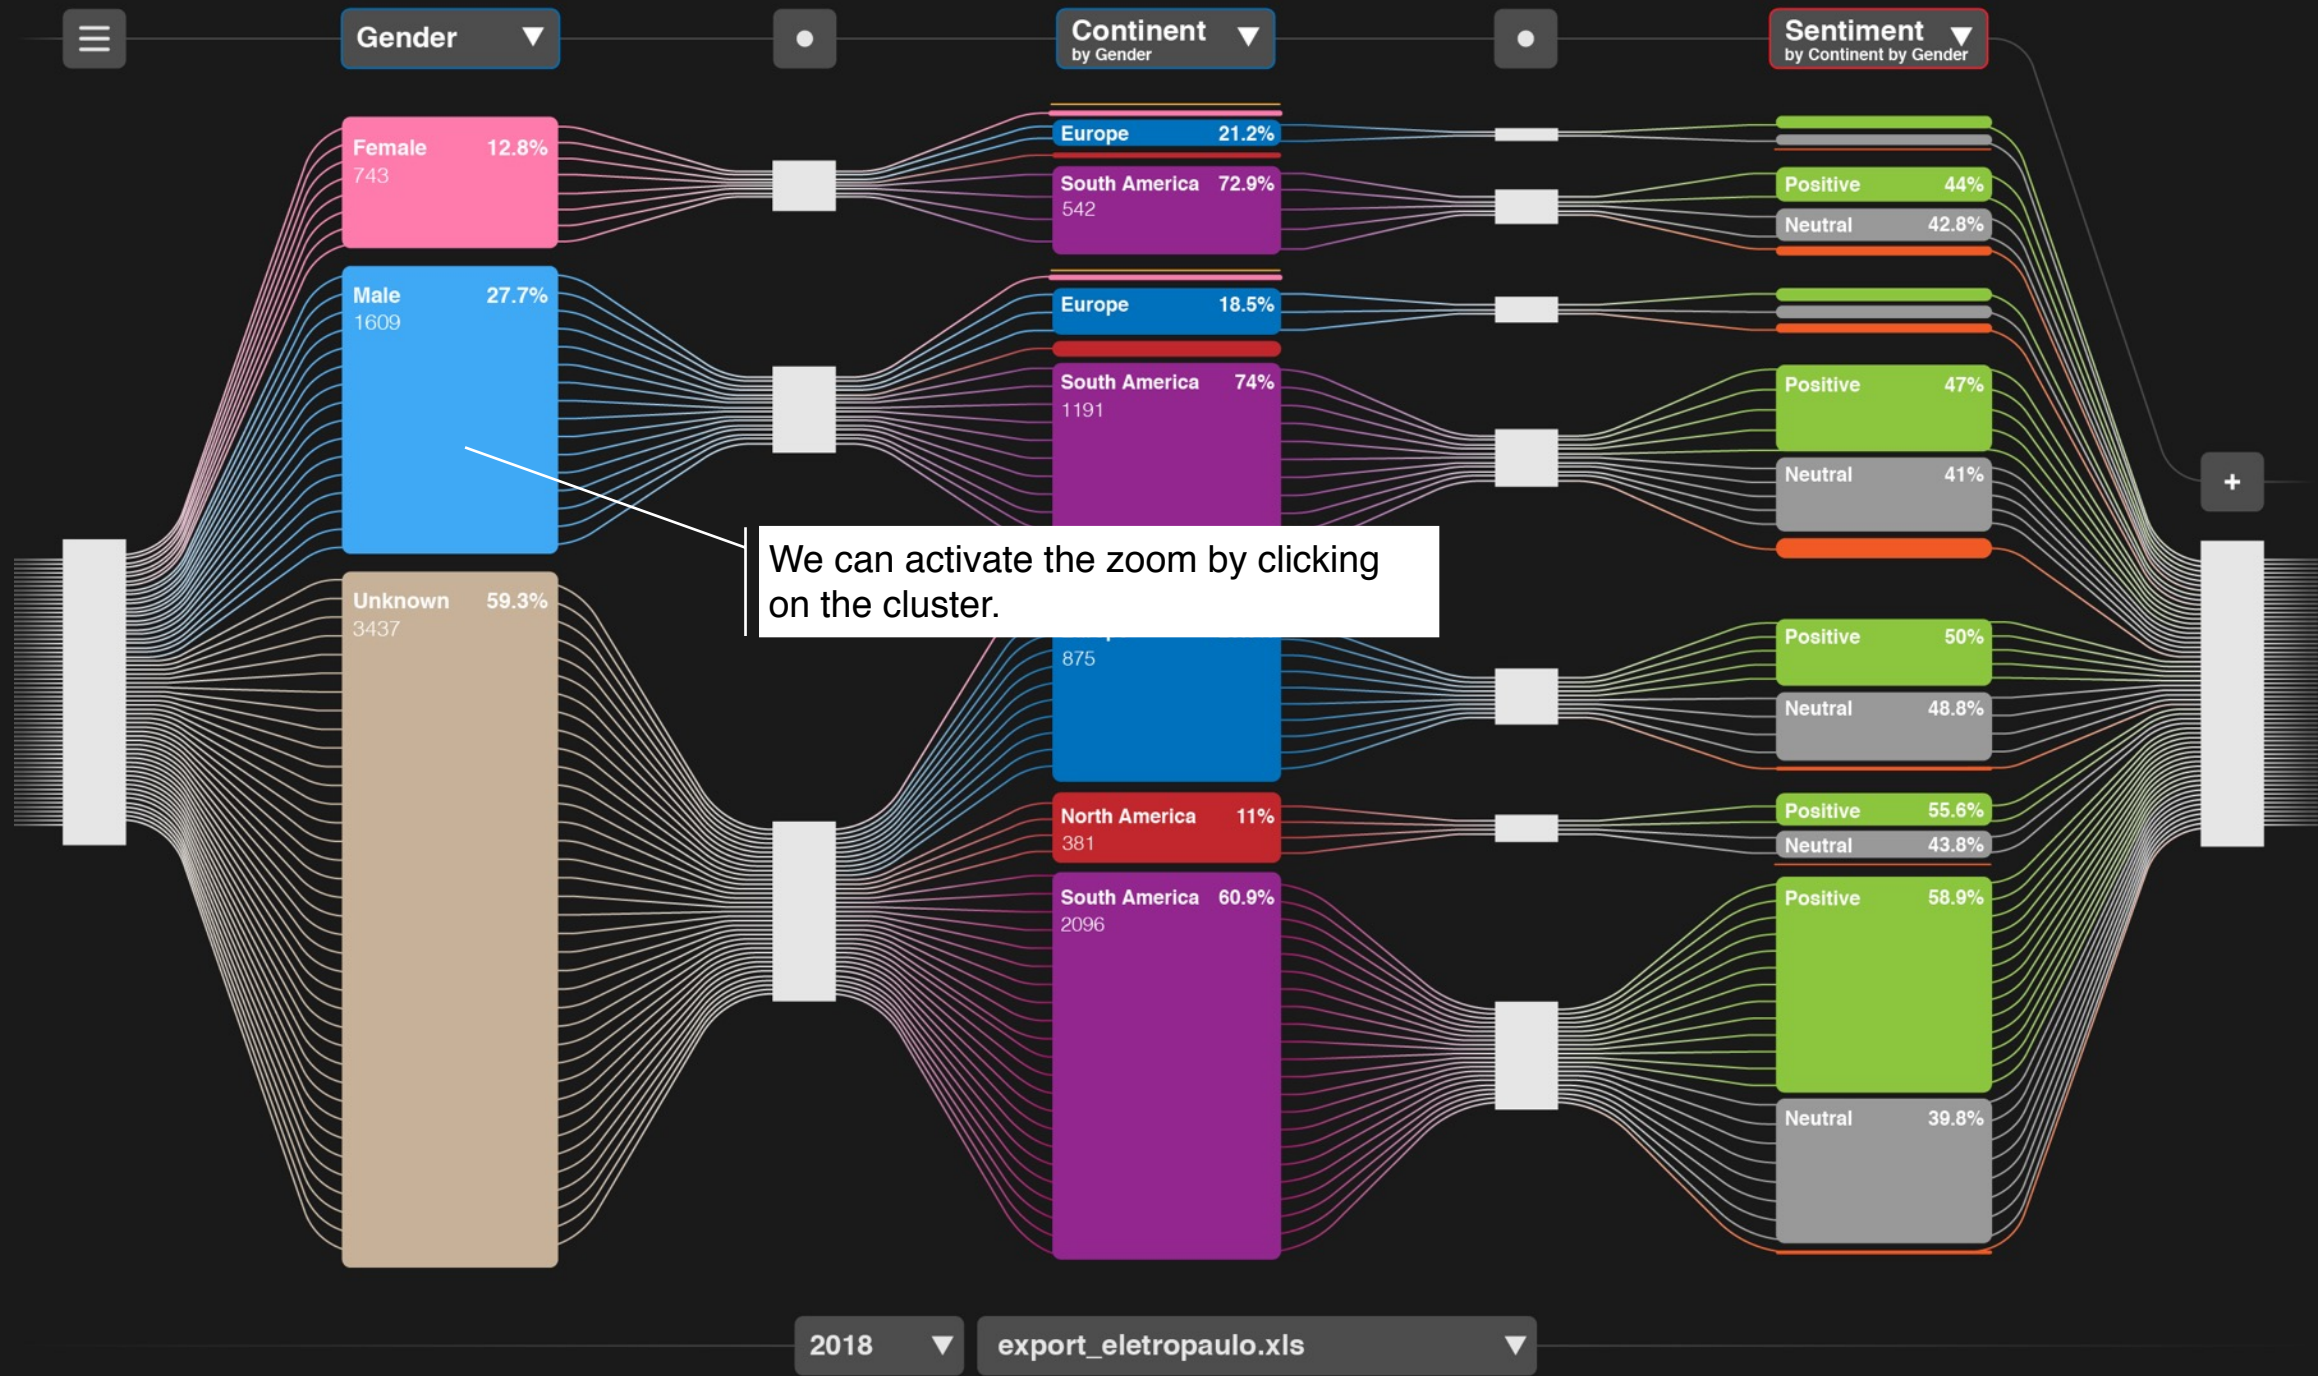 Gender
Continent
by Gender
Sentiment
by Continent by Gender
Female 12.8%
743
Male 27.7%
1609
Unknown 59.3%
3437
Europe 21.2%
South America 72.9%
542
Europe 18.5%
South America 74%
1191
875
North America 11%
381
South America 60.9%
2096
Positive 44%
Neutral 42.8%
Positive 47%
Neutral 41%
Positive 50%
Neutral 48.8%
Positive 55.6%
Neutral 43.8%
Positive 58.9%
Neutral 39.8%
+
We can activate the zoom by clicking
on the cluster.
2018
export_eletropaulo.xls